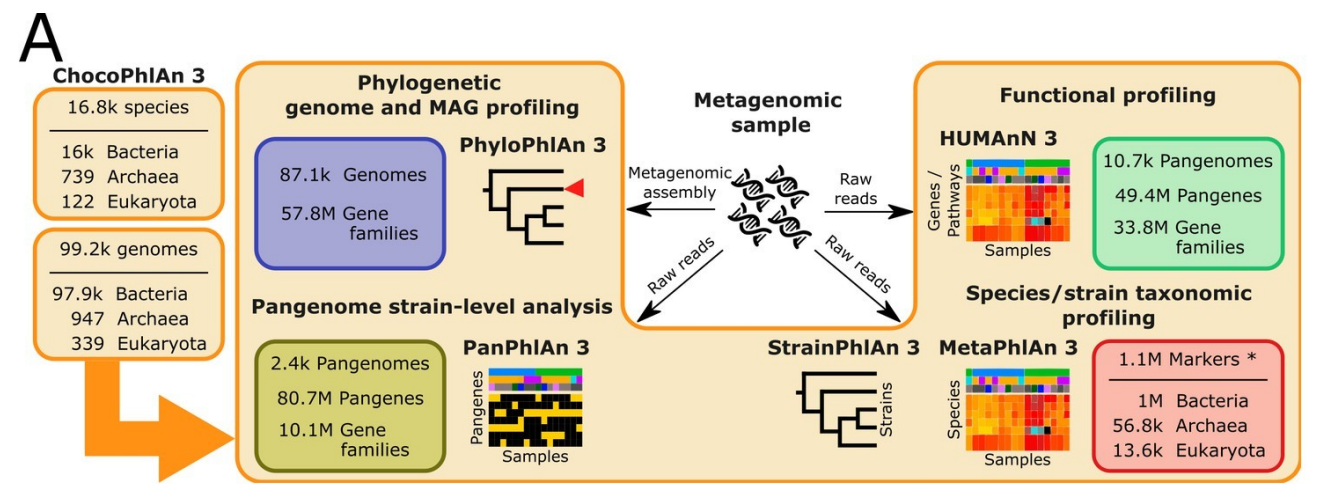 A
ChocoPhlAn 3
16.8k species
16k Bacteria
739 Archaea
122 Eukaryota
99.2k genomes
97.9k Bacteria
947 Archaea
339 Eukaryota
Phylogenetic
genome and MAG profiling
PhyloPhlAn 3
87.1k Genomes
57.8M Gene
families
Pangenome strain-level analysis
PanPhlAn 3
2.4k Pangenomes
80.7M Pangenes
10.1M Gene
families
Pangenes
Samples
Metagenomic
sample
Metagenomic
assembly
Raw
reads
Raw reads
Raw reads
Functional profiling
HUMAnN 3
Genes /
Pathways
Samples
10.7k Pangenomes
49.4M Pangenes
33.8M Gene
families
Species/strain taxonomic
profiling
StrainPhlAn 3
Strains
MetaPhlAn 3
Species
Samples
1.1M Markers *
1M Bacteria
56.8k Archaea
13.6k Eukaryota